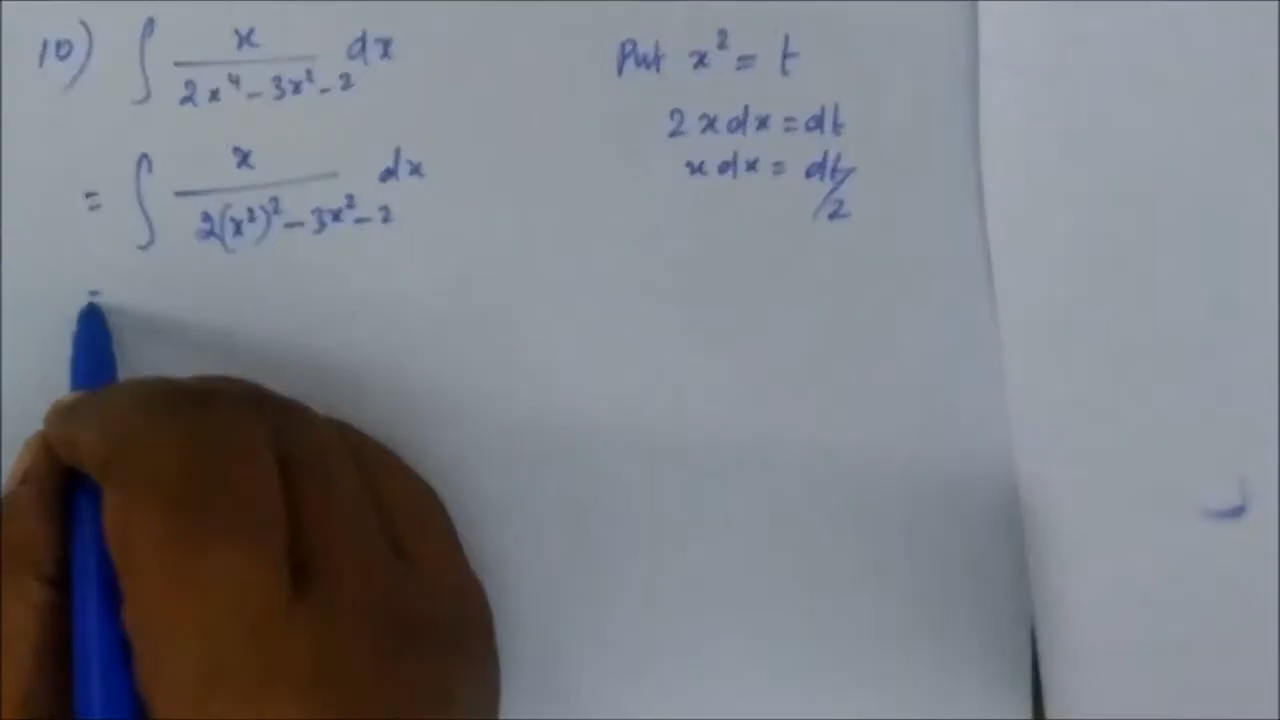 10) ∫ x / (2x⁴ - 3x² - 2) dx
= ∫ x / (2(x²)² - 3x² - 2) dx
=
Put x² = t
2x dx = dt
x dx = dt/2